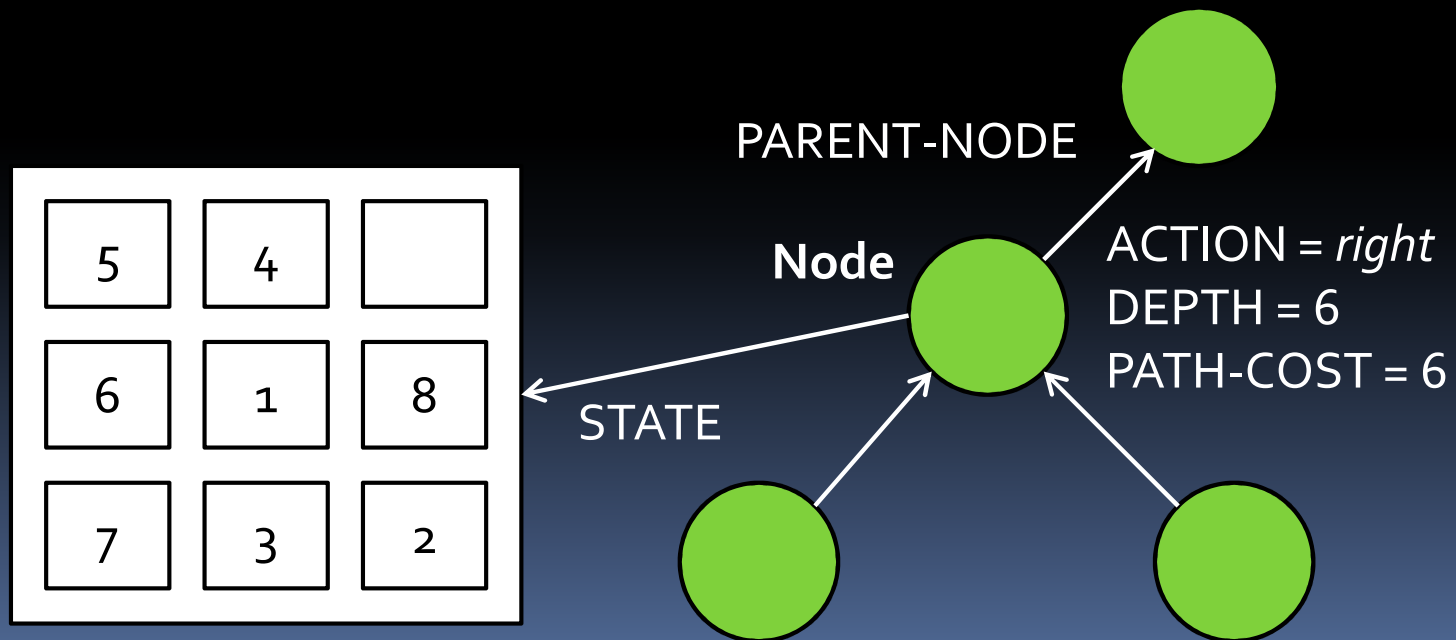 PARENT-NODE
Node
ACTION = right
DEPTH = 6
PATH-COST = 6
STATE
5 4
6 1 8
7 3 2